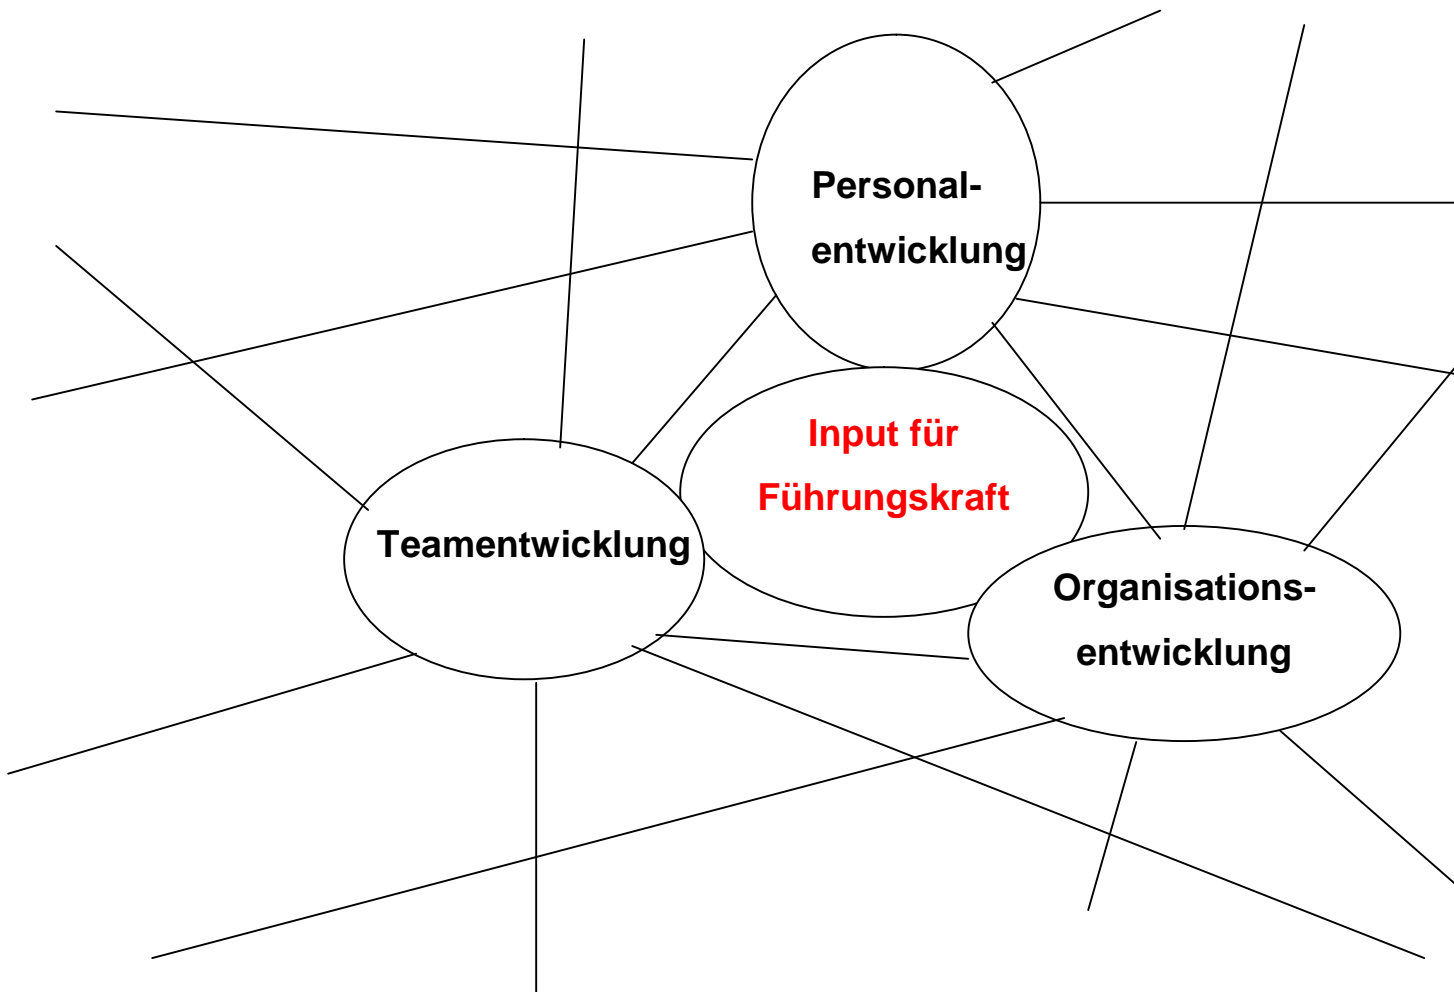 Personal-
entwicklung
Input für
Führungskraft
Teamentwicklung
Organisations-
entwicklung